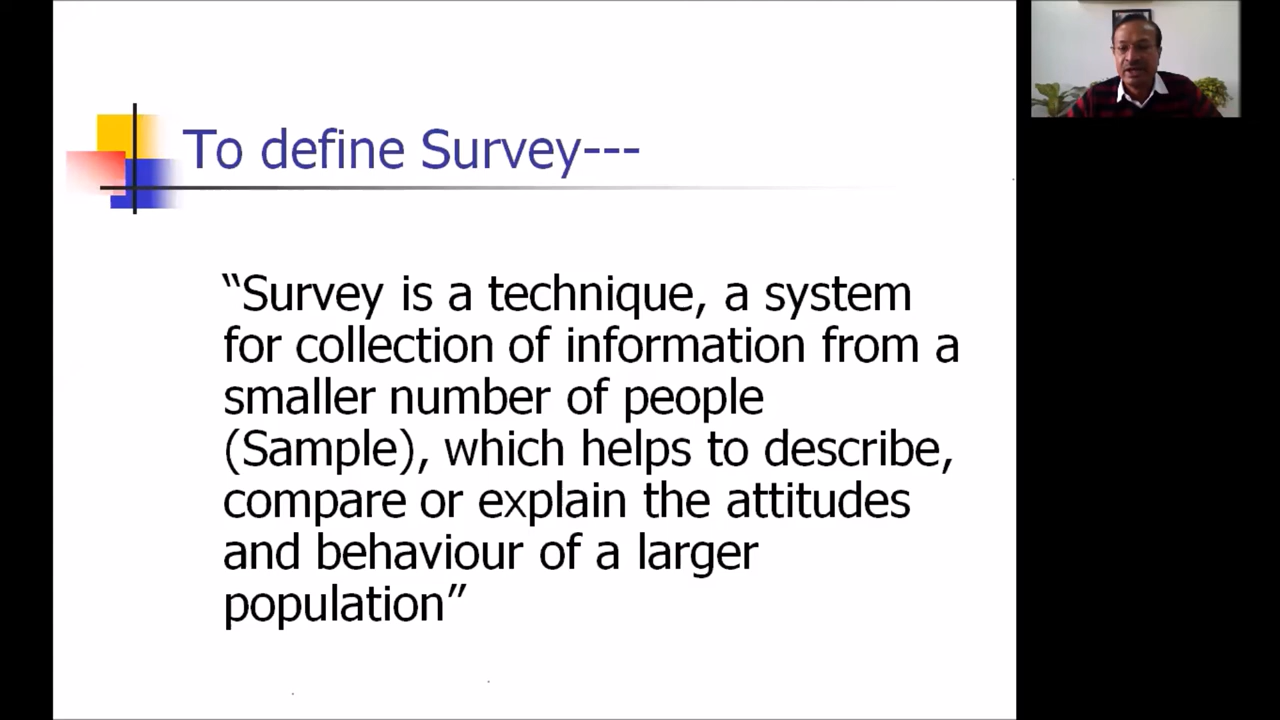 To define Survey---
“Survey is a technique, a system
for collection of information from a
smaller number of people
(Sample), which helps to describe,
compare or explain the attitudes
and behaviour of a larger
population”